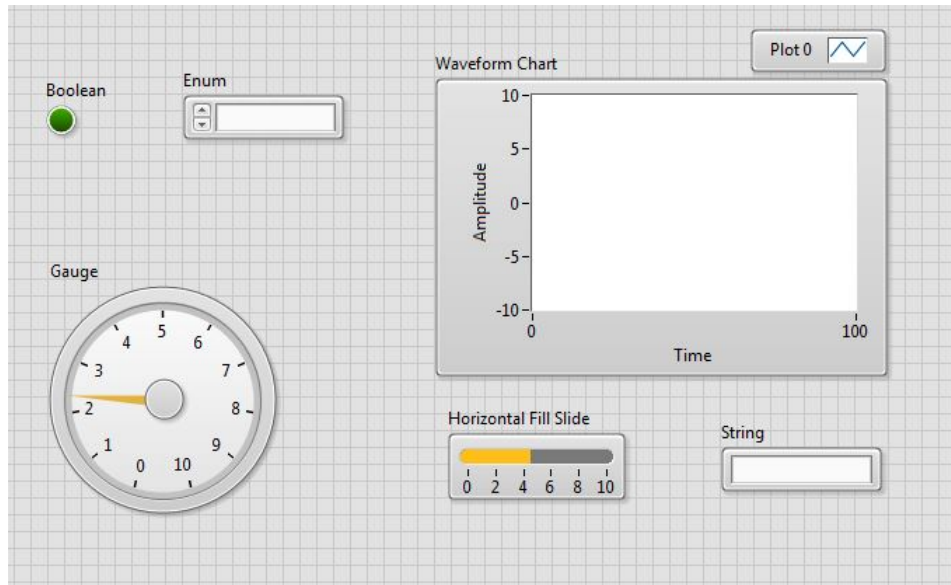 Boolean
Enum
Waveform Chart
Plot 0
Amplitude
10
5
0
-5
-10
0
100
Time
Gauge
0
1
2
3
4
5
6
7
8
9
10
Horizontal Fill Slide
0 2 4 6 8 10
String